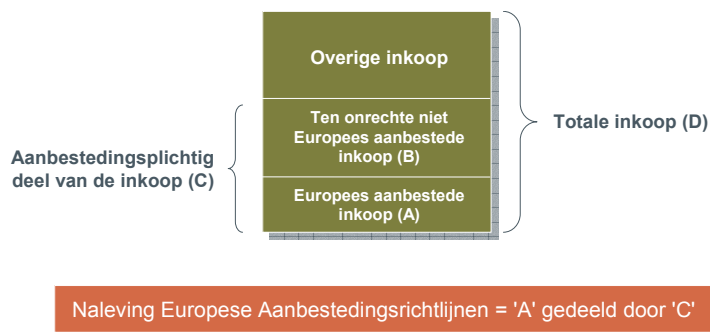 Overige inkoop
Ten onrechte niet
Europees aanbestede
inkoop (B)
Totale inkoop (D)
Aanbestedingsplichtig
deel van de inkoop (C)
Europees aanbestede
inkoop (A)
Naleving Europese Aanbestedingsrichtlijnen = 'A' gedeeld door 'C'